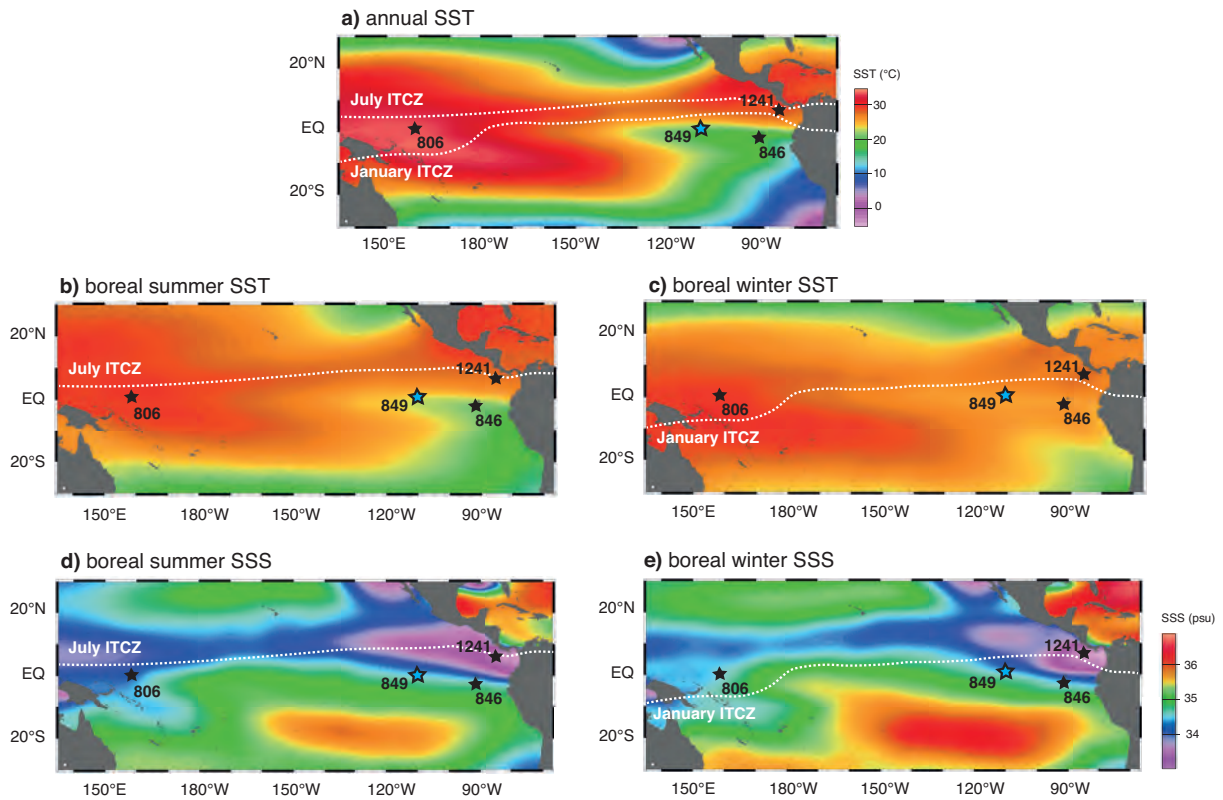 a) annual SST
20°N
EQ
20°S
July ITCZ
January ITCZ
806
849
1241
846
150°E 180°W 150°W 120°W 90°W
SST (°C)
30
20
10
0
b) boreal summer SST
20°N
EQ
20°S
July ITCZ
806
849
1241
846
150°E 180°W 150°W 120°W 90°W
c) boreal winter SST
20°N
EQ
20°S
January ITCZ
806
849
1241
846
150°E 180°W 150°W 120°W 90°W
d) boreal summer SSS
20°N
EQ
20°S
July ITCZ
806
849
1241
846
150°E 180°W 150°W 120°W 90°W
e) boreal winter SSS
20°N
EQ
20°S
January ITCZ
806
849
1241
846
150°E 180°W 150°W 120°W 90°W
SSS (psu)
36
35
34